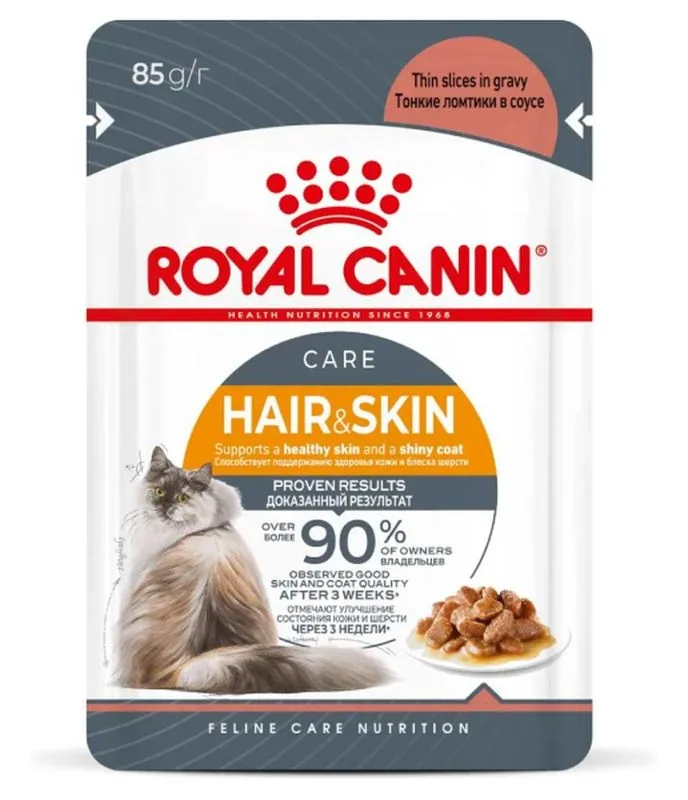 85 g/г
Thin slices in gravy
Тонкие ломтики в соусе
ROYAL CANIN®
HEALTH NUTRITION SINCE 1968
CARE
HAIR&SKIN
Supports a healthy skin and a shiny coat
Способствует поддержанию здоровья кожи и блеска шерсти
PROVEN RESULTS
ДОКАЗАННЫЙ РЕЗУЛЬТАТ
OVER
БОЛЕЕ
90%
OF OWNERS
ВЛАДЕЛЬЦЕВ
OBSERVED GOOD
SKIN AND COAT QUALITY
AFTER 3 WEEKS*
ОТМЕЧАЮТ УЛУЧШЕНИЕ
СОСТОЯНИЯ КОЖИ И ШЕРСТИ
ЧЕРЕЗ 3 НЕДЕЛИ*
FELINE CARE NUTRITION